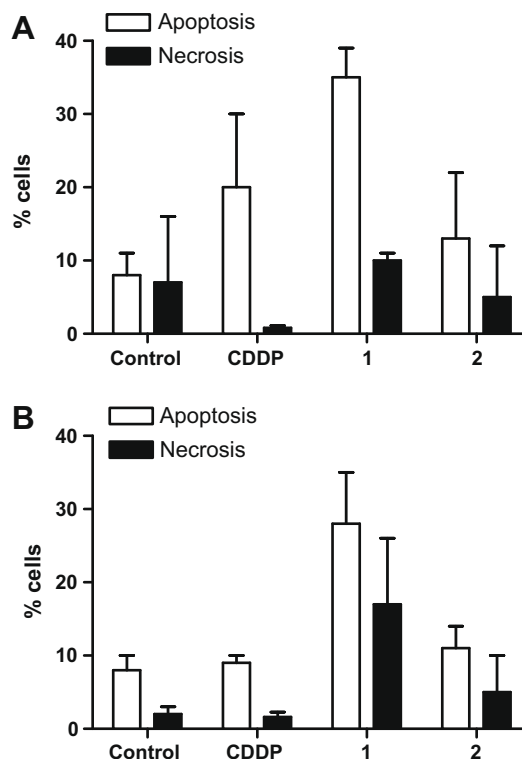 A
Apoptosis
Necrosis
40
30
20
10
0
% cells
Control CDDP 1 2
B
Apoptosis
Necrosis
40
30
20
10
0
% cells
Control CDDP 1 2